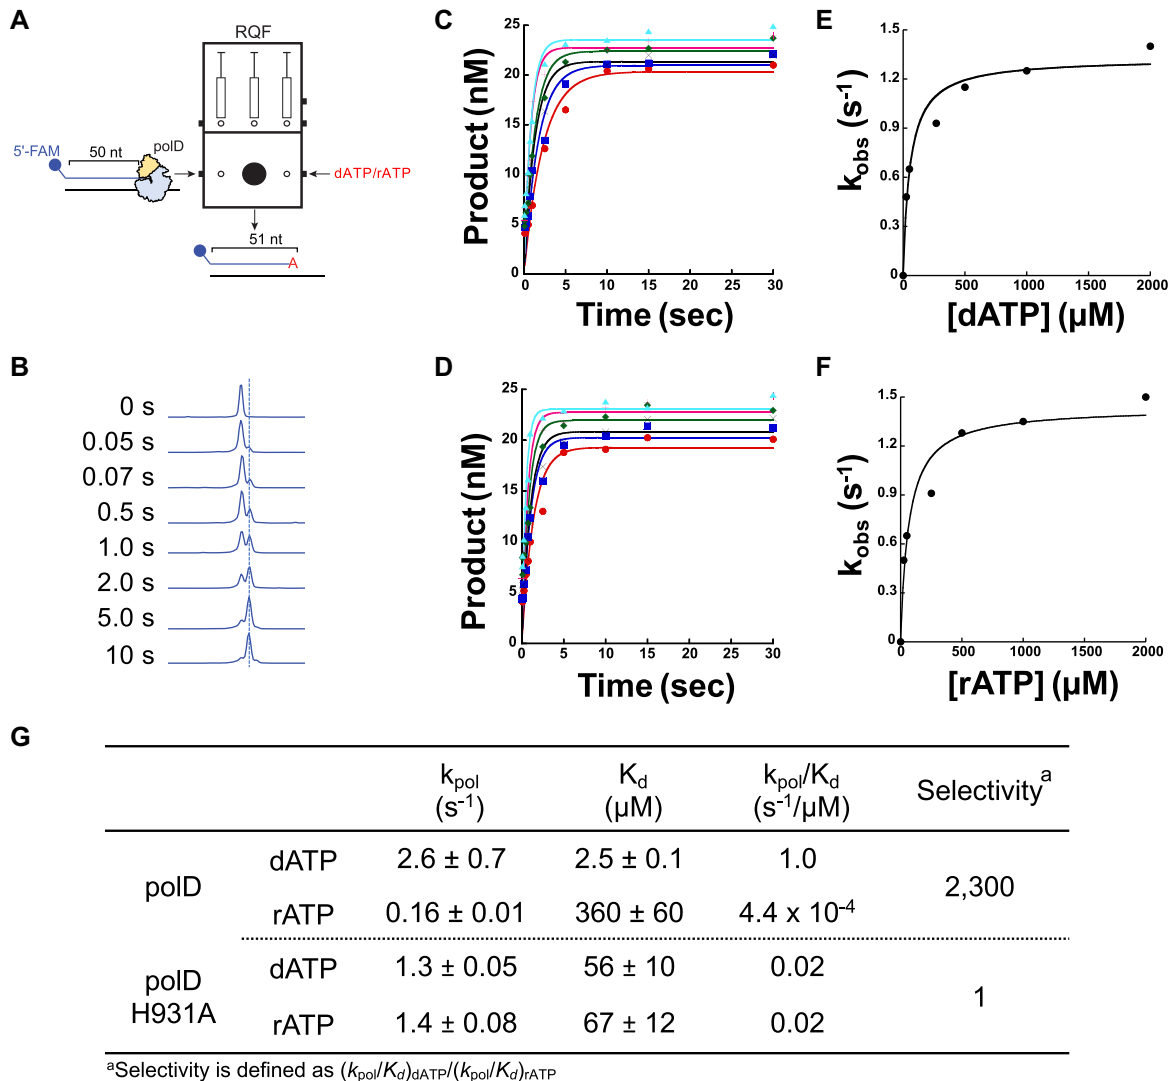 A
RQF
5'-FAM
50 nt
polD
dATP/rATP
51 nt
A
B
0 s
0.05 s
0.07 s
0.5 s
1.0 s
2.0 s
5.0 s
10 s
C
Product (nM)
25
20
15
10
5
0
0 5 10 15 20 25 30
Time (sec)
D
Product (nM)
25
20
15
10
5
0
0 5 10 15 20 25 30
Time (sec)
E
kobs (s-1)
1.5
1.2
0.9
0.6
0.3
0
0 500 1000 1500 2000
[dATP] (µM)
F
kobs (s-1)
1.5
1.2
0.9
0.6
0.3
0
0 500 1000 1500 2000
[rATP] (µM)
G
kpol Kd kpol/Kd Selectivitya
(s-1) (µM) (s-1/µM)
polD
dATP 2.6 ± 0.7 2.5 ± 0.1 1.0
2,300
rATP 0.16 ± 0.01 360 ± 60 4.4 x 10-4
polD
H931A
dATP 1.3 ± 0.05 56 ± 10 0.02
1
rATP 1.4 ± 0.08 67 ± 12 0.02
aSelectivity is defined as (kpol/Kd)dATP/(kpol/Kd)rATP